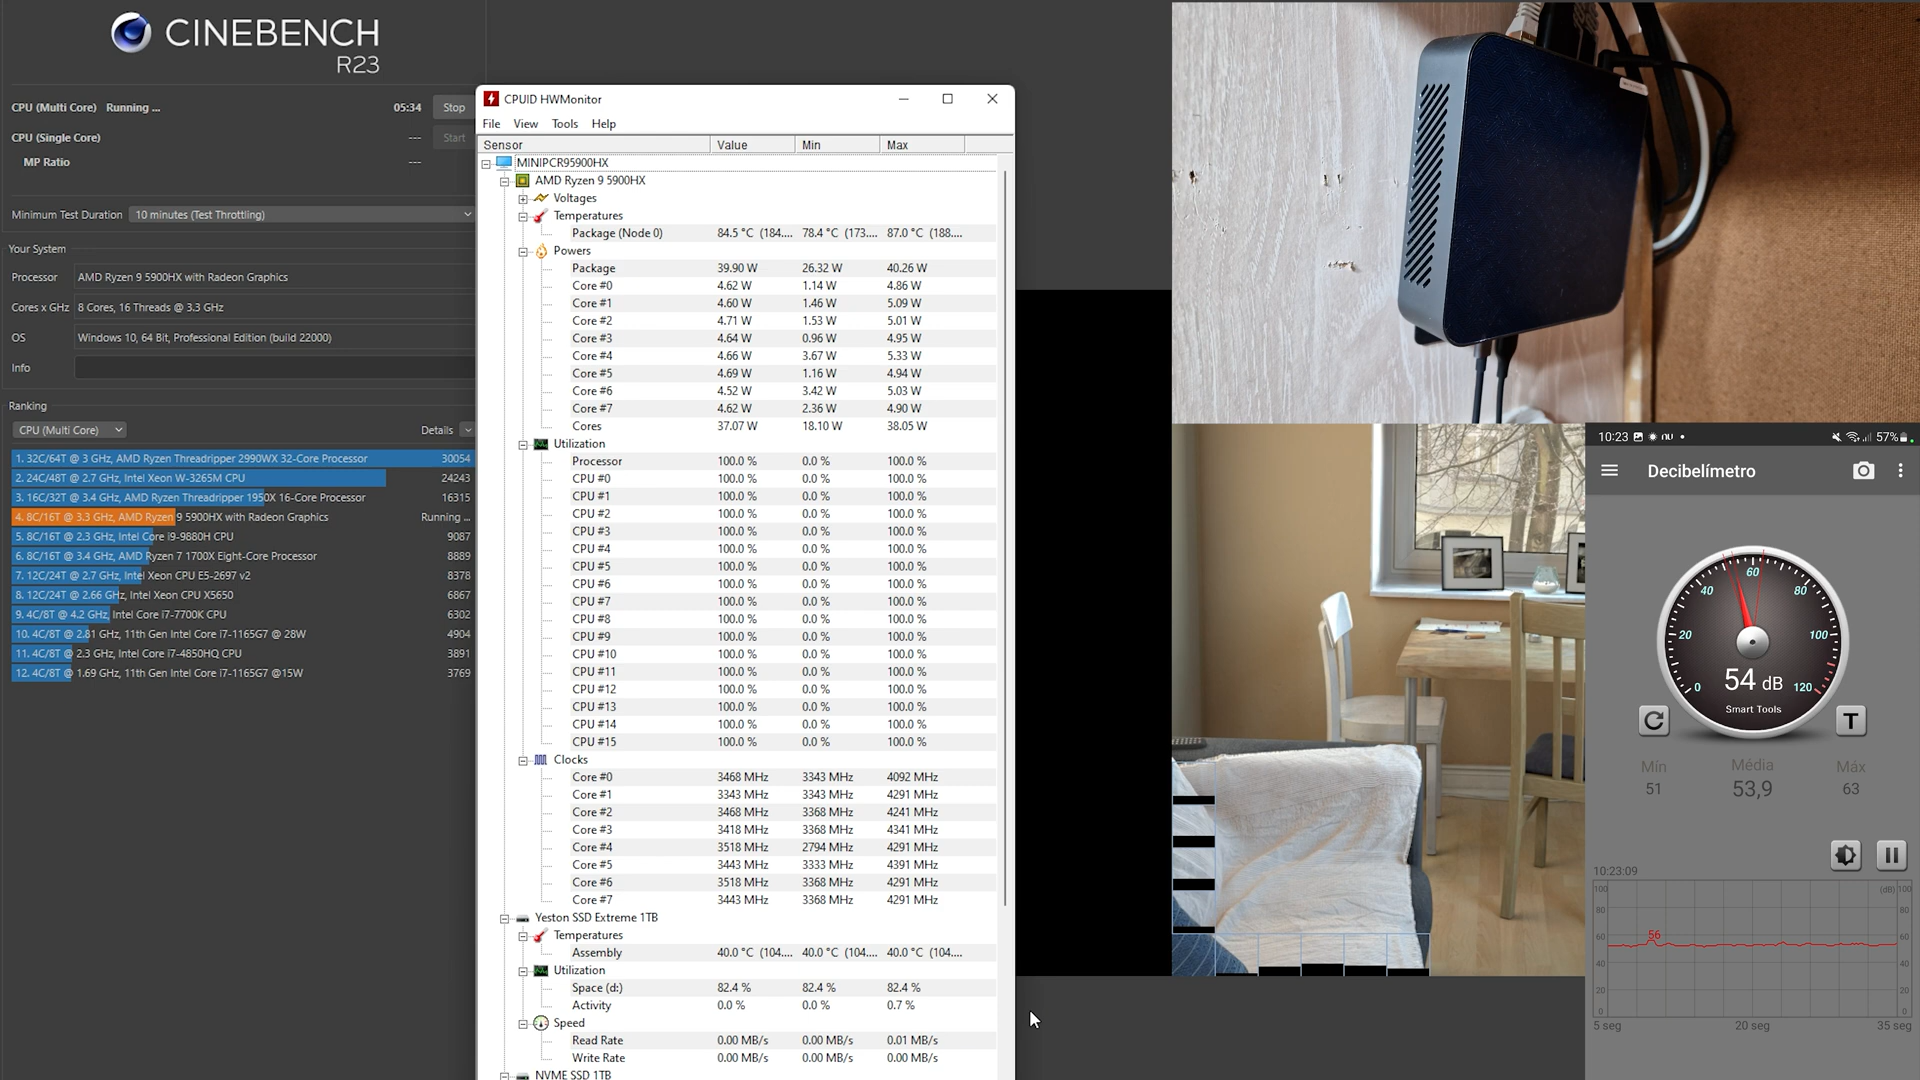 CINEBENCH
R23
CPU (Multi Core) Running ... 05:34 Stop
CPU (Single Core) --- Start
MP Ratio ---
Minimum Test Duration 10 minutes (Test Throttling)
Your System
Processor AMD Ryzen 9 5900HX with Radeon Graphics
Cores x GHz 8 Cores, 16 Threads @ 3.3 GHz
OS Windows 10, 64 Bit, Professional Edition (build 22000)
Info
Ranking
CPU (Multi Core) Details
1. 32C/64T @ 3 GHz, AMD Ryzen Threadripper 2990WX 32-Core Processor 30054
2. 24C/48T @ 2.7 GHz, Intel Xeon W-3265M CPU 24243
3. 16C/32T @ 3.4 GHz, AMD Ryzen Threadripper 1950X 16-Core Processor 16315
4. 8C/16T @ 3.3 GHz, AMD Ryzen 9 5900HX with Radeon Graphics Running ...
5. 8C/16T @ 2.3 GHz, Intel Core i9-9880H CPU 9087
6. 8C/16T @ 3.4 GHz, AMD Ryzen 7 1700X Eight-Core Processor 8889
7. 12C/24T @ 2.7 GHz, Intel Xeon CPU E5-2697 v2 8378
8. 12C/24T @ 2.66 GHz, Intel Xeon CPU X5650 6867
9. 4C/8T @ 4.2 GHz, Intel Core i7-7700K CPU 6302
10. 4C/8T @ 2.81 GHz, 11th Gen Intel Core i7-1165G7 @ 28W 4904
11. 4C/8T @ 2.3 GHz, Intel Core i7-4850HQ CPU 3891
12. 4C/8T @ 1.69 GHz, 11th Gen Intel Core i7-1165G7 @15W 3769
CPUID HWMonitor
File View Tools Help
Sensor Value Min Max
MINIPCR95900HX
AMD Ryzen 9 5900HX
Voltages
Temperatures
Package (Node 0) 84.5 °C (184.... 78.4 °C (173.... 87.0 °C (188....
Powers
Package 39.90 W 26.32 W 40.26 W
Core #0 4.62 W 1.14 W 4.86 W
Core #1 4.60 W 1.46 W 5.09 W
Core #2 4.71 W 1.53 W 5.01 W
Core #3 4.64 W 0.96 W 4.95 W
Core #4 4.66 W 3.67 W 5.33 W
Core #5 4.69 W 1.16 W 4.94 W
Core #6 4.52 W 3.42 W 5.03 W
Core #7 4.62 W 2.36 W 4.90 W
Cores 37.07 W 18.10 W 38.05 W
Utilization
Processor 100.0 % 0.0 % 100.0 %
CPU #0 100.0 % 0.0 % 100.0 %
CPU #1 100.0 % 0.0 % 100.0 %
CPU #2 100.0 % 0.0 % 100.0 %
CPU #3 100.0 % 0.0 % 100.0 %
CPU #4 100.0 % 0.0 % 100.0 %
CPU #5 100.0 % 0.0 % 100.0 %
CPU #6 100.0 % 0.0 % 100.0 %
CPU #7 100.0 % 0.0 % 100.0 %
CPU #8 100.0 % 0.0 % 100.0 %
CPU #9 100.0 % 0.0 % 100.0 %
CPU #10 100.0 % 0.0 % 100.0 %
CPU #11 100.0 % 0.0 % 100.0 %
CPU #12 100.0 % 0.0 % 100.0 %
CPU #13 100.0 % 0.0 % 100.0 %
CPU #14 100.0 % 0.0 % 100.0 %
CPU #15 100.0 % 0.0 % 100.0 %
Clocks
Core #0 3468 MHz 3343 MHz 4092 MHz
Core #1 3343 MHz 3343 MHz 4291 MHz
Core #2 3468 MHz 3368 MHz 4241 MHz
Core #3 3418 MHz 3368 MHz 4341 MHz
Core #4 3518 MHz 2794 MHz 4291 MHz
Core #5 3443 MHz 3333 MHz 4391 MHz
Core #6 3518 MHz 3368 MHz 4291 MHz
Core #7 3443 MHz 3368 MHz 4291 MHz
Yeston SSD Extreme 1TB
Temperatures
Assembly 40.0 °C (104.... 40.0 °C (104.... 40.0 °C (104....
Utilization
Space (d:) 82.4 % 82.4 % 82.4 %
Activity 0.0 % 0.0 % 0.7 %
Speed
Read Rate 0.00 MB/s 0.00 MB/s 0.01 MB/s
Write Rate 0.00 MB/s 0.00 MB/s 0.00 MB/s
NVME SSD 1TB
10:23 57%
Decibelímetro
0 20 40 60 80 100 120
54 dB
Smart Tools
T
Mín Média Máx
51 53,9 63
10:23:09
100 (dB) 100
80 80
56
60 60
40 40
20 20
0 0
5 seg 20 seg 35 seg